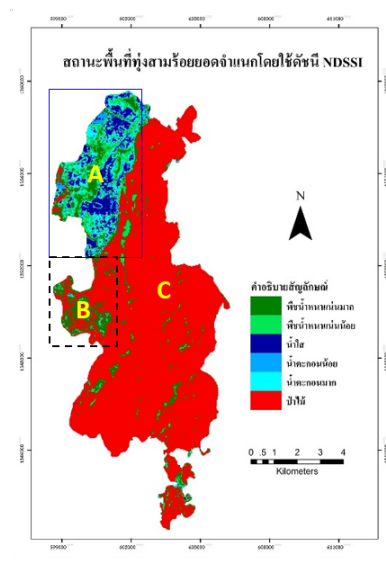 สถานะพื้นที่ทุ่งสามร้อยยอดจำแนกโดยใช้ดัชนี NDSSI
A
B
C
N
คำอธิบายสัญลักษณ์
พืชน้ำหนาแน่นมาก
พืชน้ำหนาแน่นน้อย
น้ำใส
น้ำตะกอนน้อย
น้ำตะกอนมาก
ป่าไม้
0 .5 1 2 3 4
Kilometers